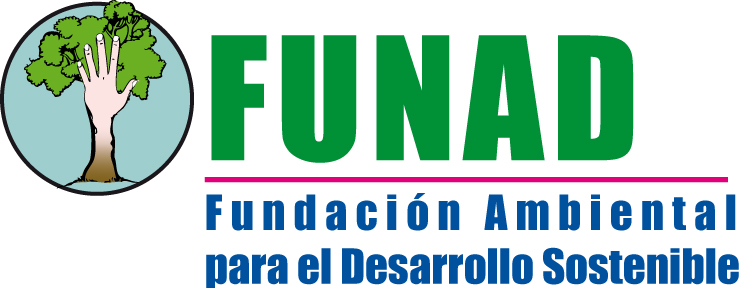 FUNAD
Fundación Ambiental
para el Desarrollo Sostenible